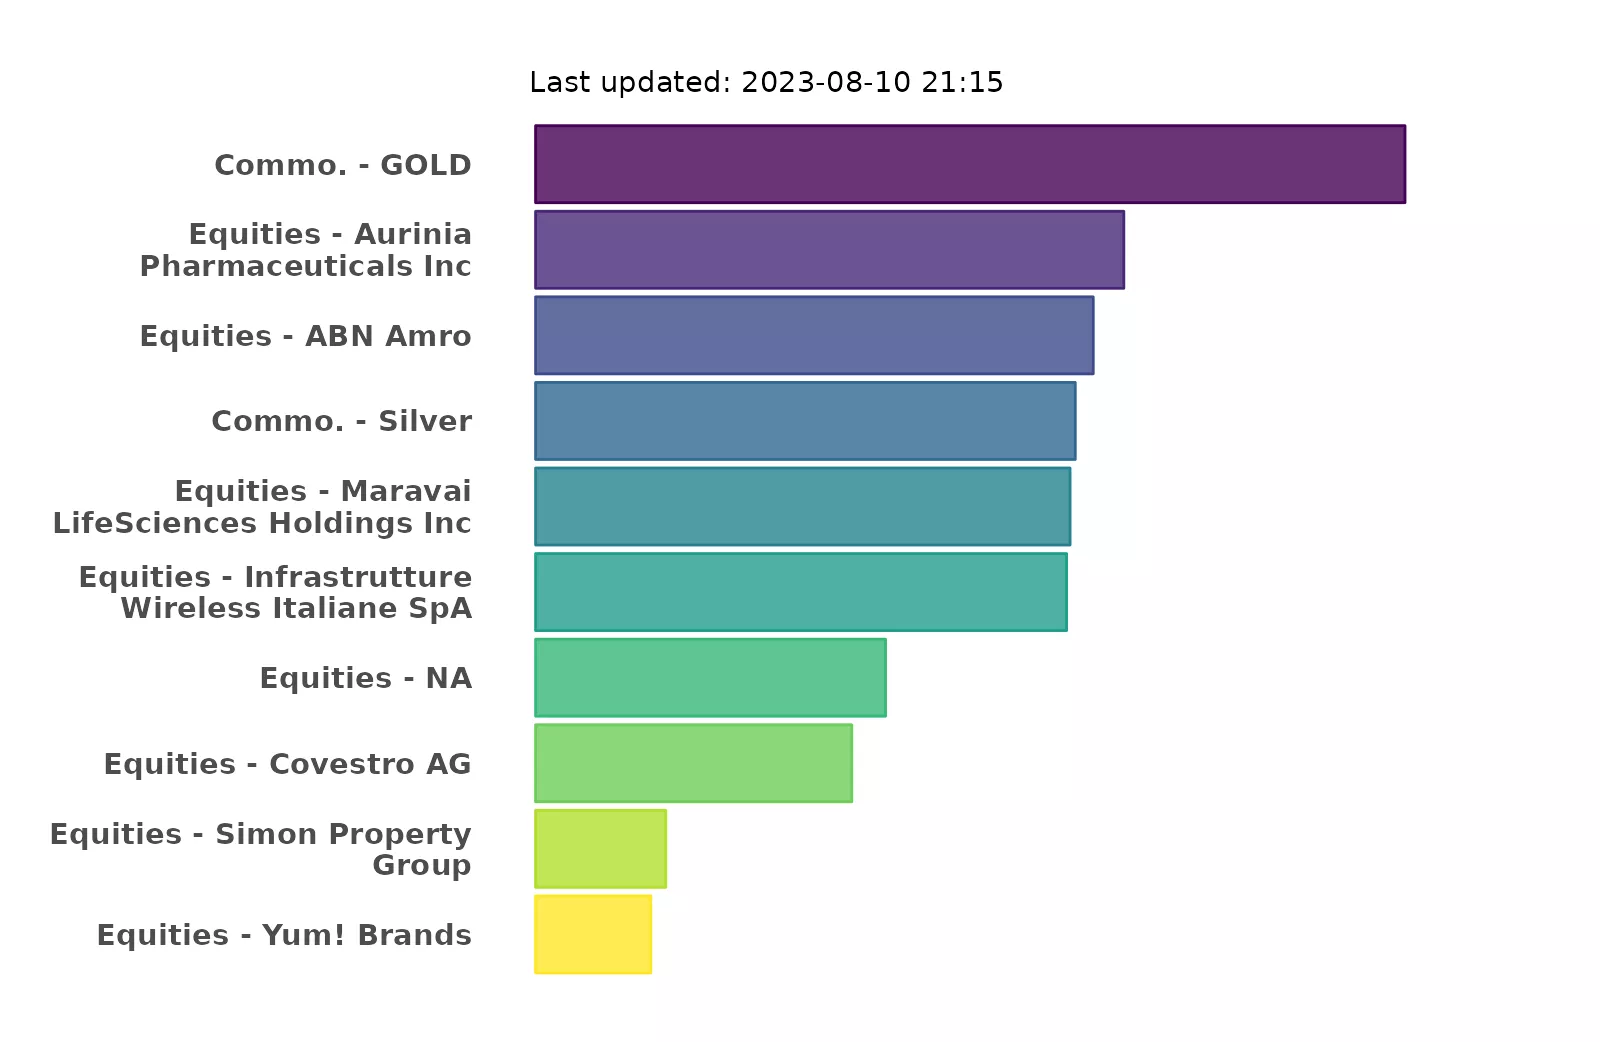 Last updated: 2023-08-10 21:15
Commo. - GOLD
Equities - Aurinia
Pharmaceuticals Inc
Equities - ABN Amro
Commo. - Silver
Equities - Maravai
LifeSciences Holdings Inc
Equities - Infrastrutture
Wireless Italiane SpA
Equities - NA
Equities - Covestro AG
Equities - Simon Property
Group
Equities - Yum! Brands